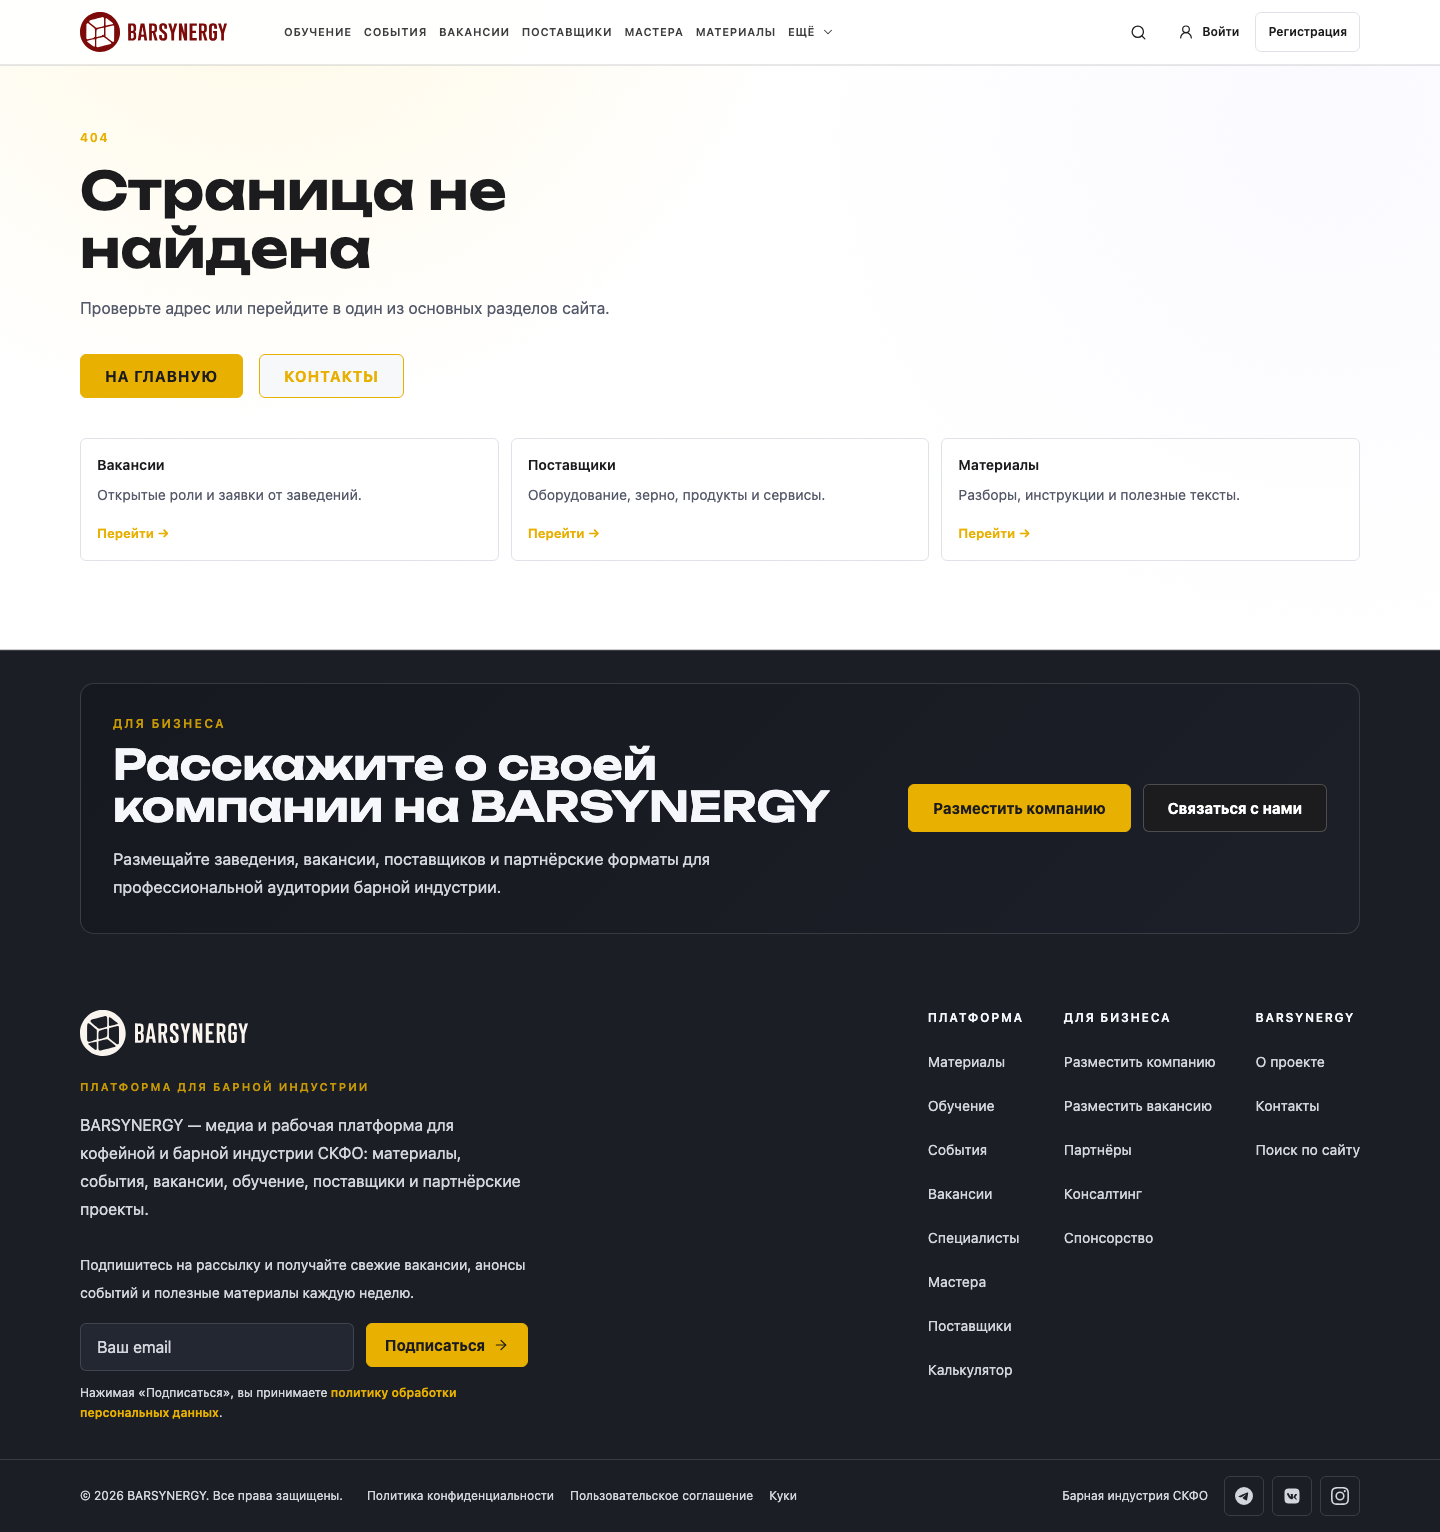 BARSYNERGY
ОБУЧЕНИЕ СОБЫТИЯ ВАКАНСИИ ПОСТАВЩИКИ МАСТЕРА МАТЕРИАЛЫ ЕЩЁ
Войти
Регистрация
404
Страница не
найдена
Проверьте адрес или перейдите в один из основных разделов сайта.
НА ГЛАВНУЮ
КОНТАКТЫ
Вакансии
Открытые роли и заявки от заведений.
Перейти →
Поставщики
Оборудование, зерно, продукты и сервисы.
Перейти →
Материалы
Разборы, инструкции и полезные тексты.
Перейти →
ДЛЯ БИЗНЕСА
Расскажите о своей
компании на BARSYNERGY
Размещайте заведения, вакансии, поставщиков и партнёрские форматы для
профессиональной аудитории барной индустрии.
Разместить компанию
Связаться с нами
BARSYNERGY
ПЛАТФОРМА ДЛЯ БАРНОЙ ИНДУСТРИИ
BARSYNERGY — медиа и рабочая платформа для
кофейной и барной индустрии СКФО: материалы,
события, вакансии, обучение, поставщики и партнёрские
проекты.
Подпишитесь на рассылку и получайте свежие вакансии, анонсы
событий и полезные материалы каждую неделю.
Ваш email
Подписаться →
Нажимая «Подписаться», вы принимаете политику обработки
персональных данных.
ПЛАТФОРМА
Материалы
Обучение
События
Вакансии
Специалисты
Мастера
Поставщики
Калькулятор
ДЛЯ БИЗНЕСА
Разместить компанию
Разместить вакансию
Партнёры
Консалтинг
Спонсорство
BARSYNERGY
О проекте
Контакты
Поиск по сайту
© 2026 BARSYNERGY. Все права защищены.
Политика конфиденциальности
Пользовательское соглашение
Куки
Барная индустрия СКФО